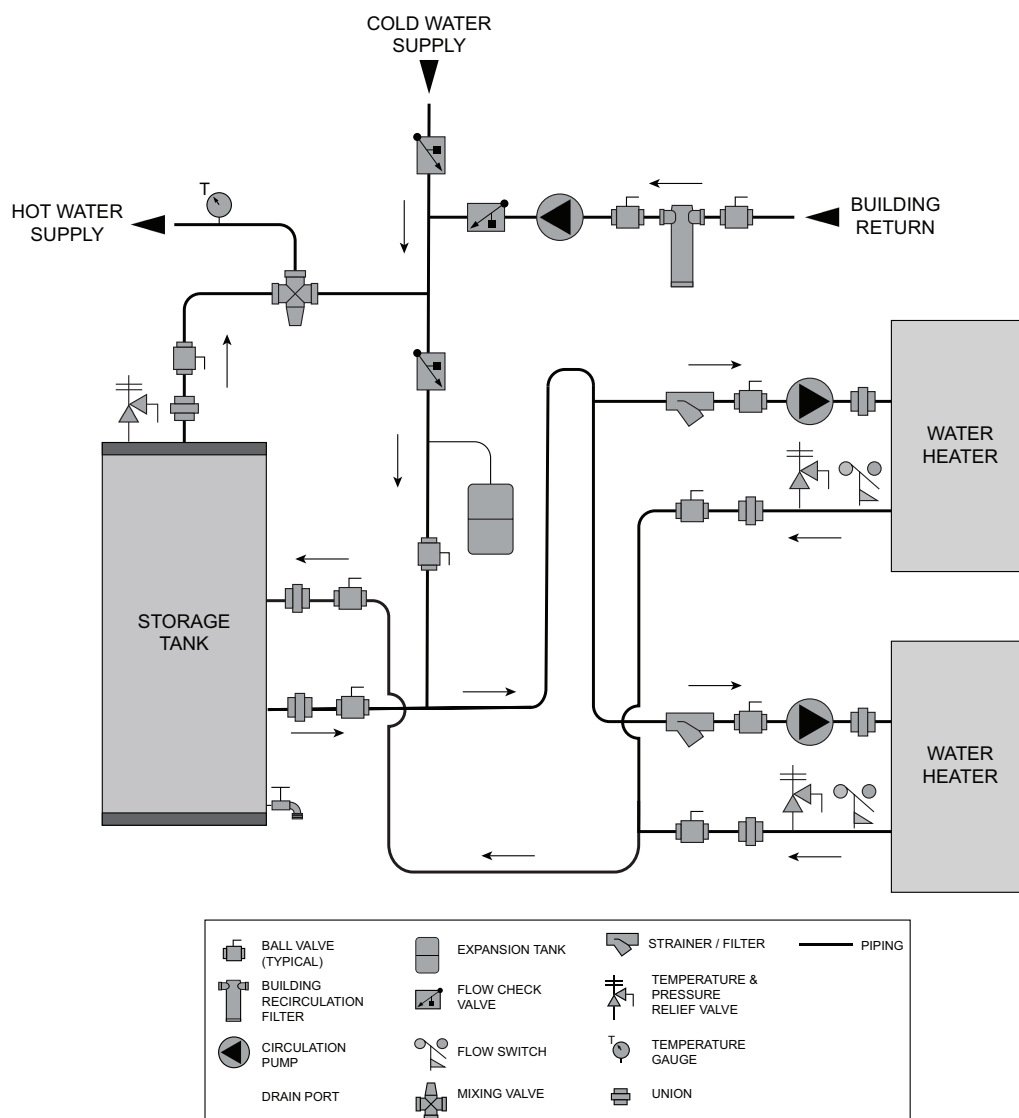 COLD WATER
SUPPLY
T
HOT WATER
SUPPLY
BUILDING
RETURN
WATER
HEATER
STORAGE
TANK
WATER
HEATER
BALL VALVE
(TYPICAL)
BUILDING
RECIRCULATION
FILTER
CIRCULATION
PUMP
DRAIN PORT
EXPANSION TANK
FLOW CHECK
VALVE
FLOW SWITCH
MIXING VALVE
STRAINER / FILTER
TEMPERATURE &
PRESSURE
RELIEF VALVE
T
TEMPERATURE
GAUGE
UNION
PIPING